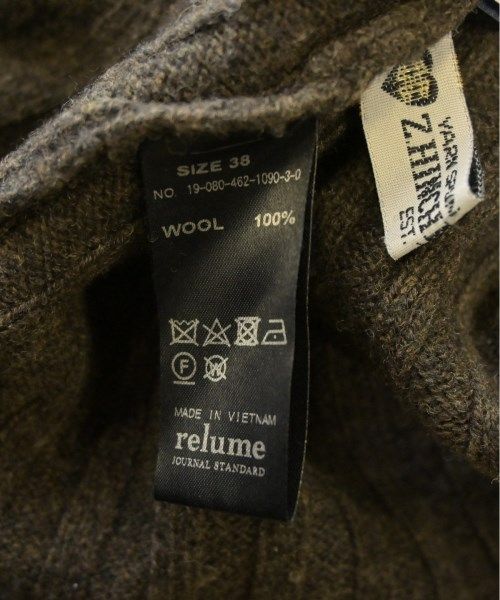 SIZE 38
NO. 19-080-462-1090-3-0
WOOL 100%
F
W
MADE IN VIETNAM
relume
JOURNAL STANDARD
EST.